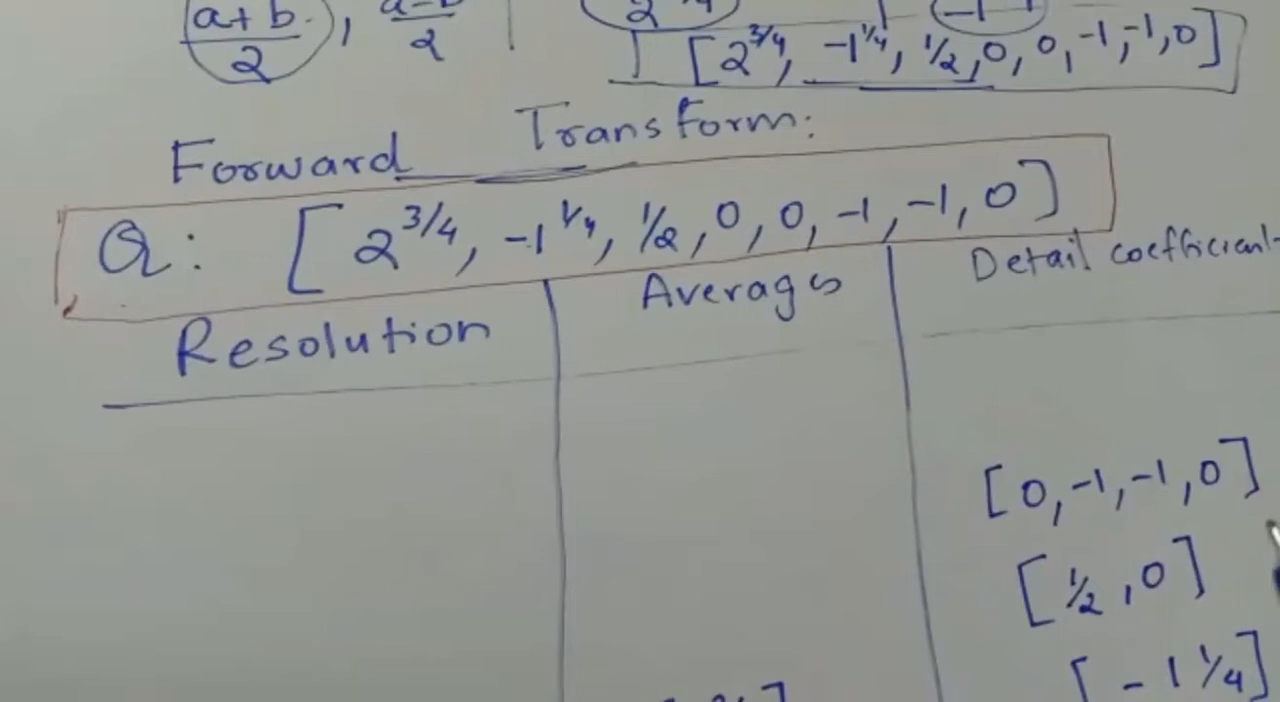 a+b/2, a-b/2
2
-1
[2 3/4, -1 1/4, 1/2, 0, 0, -1, -1, 0]
Forward Transform:
Q: [2 3/4, -1 1/4, 1/2, 0, 0, -1, -1, 0]
Resolution Averages Detail coefficient
[0, -1, -1, 0]
[1/2, 0]
[-1 1/4]